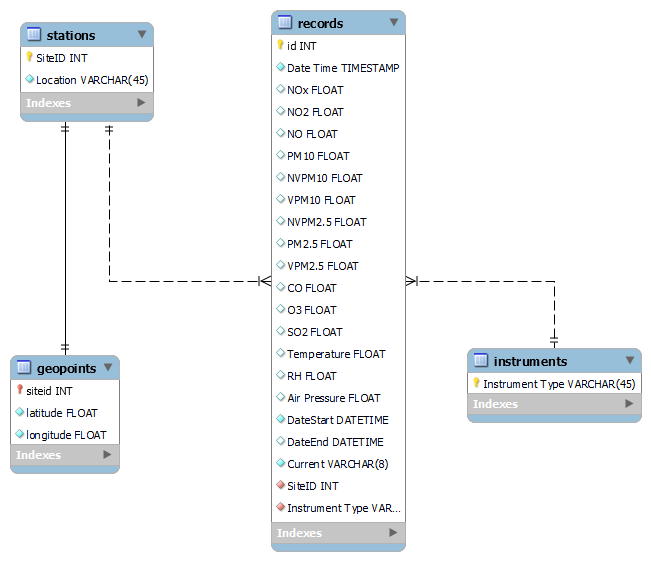 stations
SiteID INT
Location VARCHAR(45)
Indexes
records
id INT
Date Time TIMESTAMP
NOx FLOAT
NO2 FLOAT
NO FLOAT
PM10 FLOAT
NVPM10 FLOAT
VPM10 FLOAT
NVPM2.5 FLOAT
PM2.5 FLOAT
VPM2.5 FLOAT
CO FLOAT
O3 FLOAT
SO2 FLOAT
Temperature FLOAT
RH FLOAT
Air Pressure FLOAT
DateStart DATETIME
DateEnd DATETIME
Current VARCHAR(8)
SiteID INT
Instrument Type VAR...
Indexes
geopoints
siteid INT
latitude FLOAT
longitude FLOAT
Indexes
instruments
Instrument Type VARCHAR(45)
Indexes